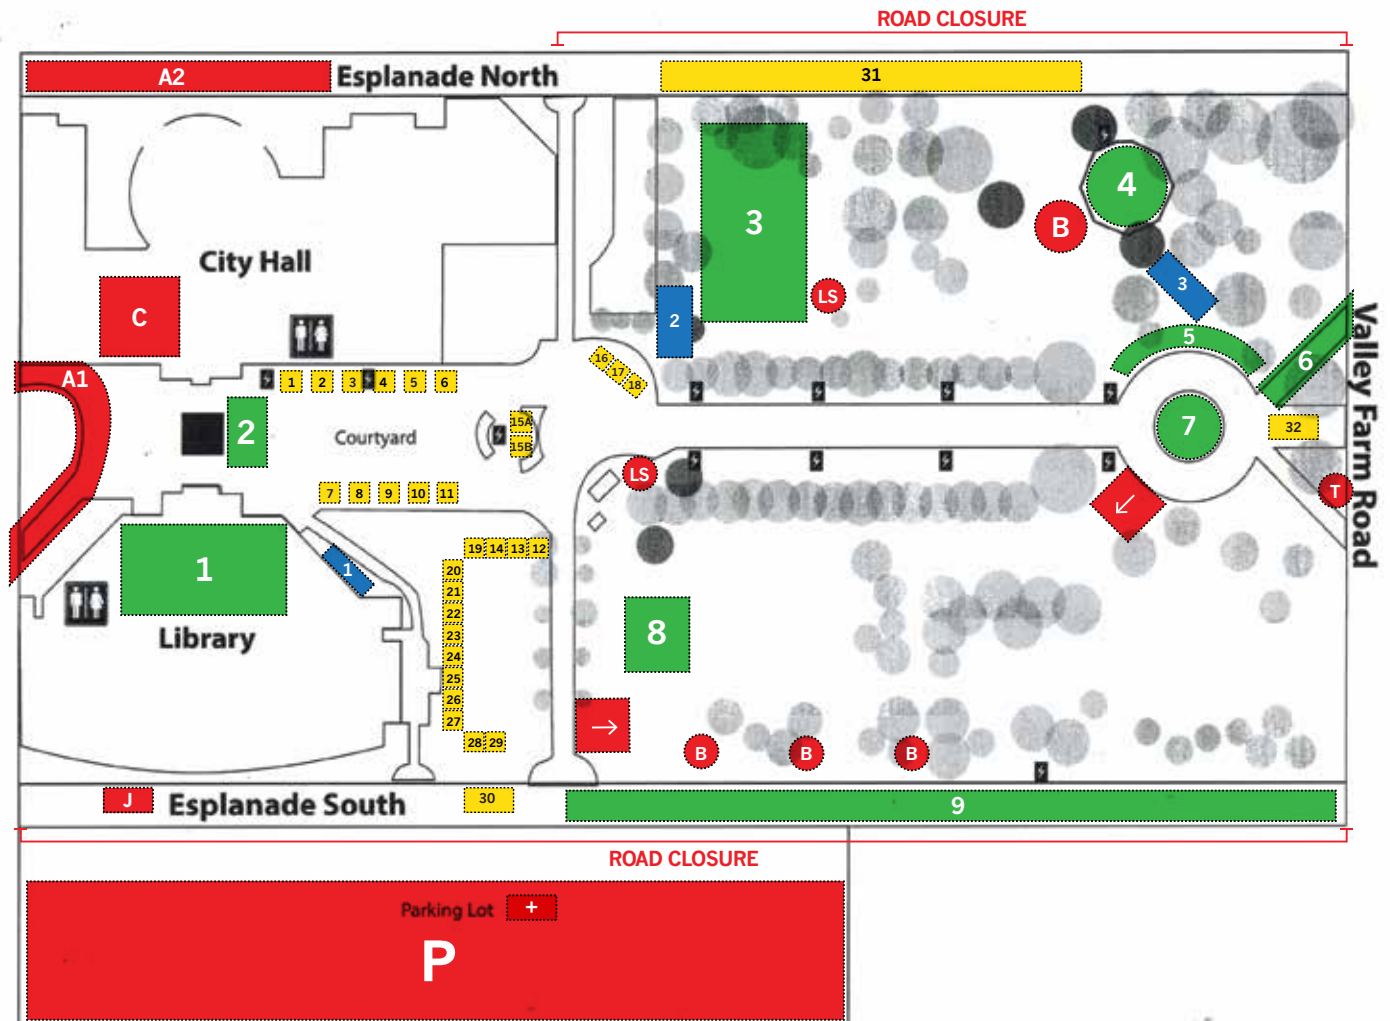 ROAD CLOSURE
A2
Esplanade North
31
4
3
B
City Hall
3
LS
C
2
5
6
Valley Farm Road
16
17
18
A1
1
2
3
4
5
6
2
Courtyard
15A
15B
7
32
LS
T
7
8
9
10
11
←
19
14
13
12
1
1
20
21
22
23
24
25
26
27
28
29
Library
8
→
B
B
B
J
Esplanade South
30
9
ROAD CLOSURE
Parking Lot
+
P